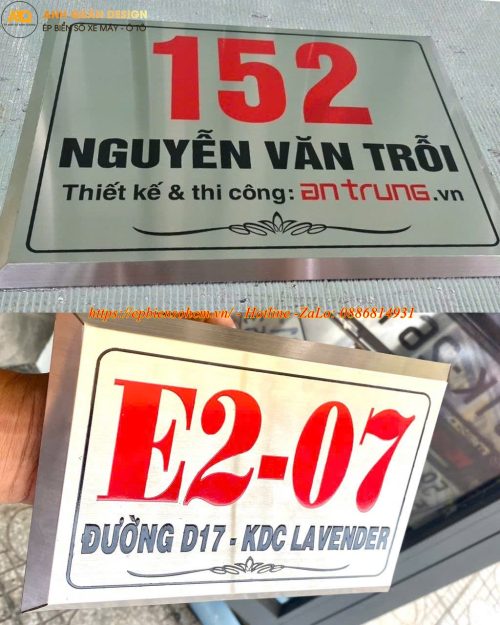 ANH QUÂN DESIGN
ÉP BIỂN SỐ XE MÁY - Ô TÔ
152
NGUYỄN VĂN TRỖI
Thiết kế & thi công: antrung.vn
https://epbiensohcm.vn/ - Hotline -ZaLo: 0886814931
E2-07
ĐƯỜNG D17 - KDC LAVENDER